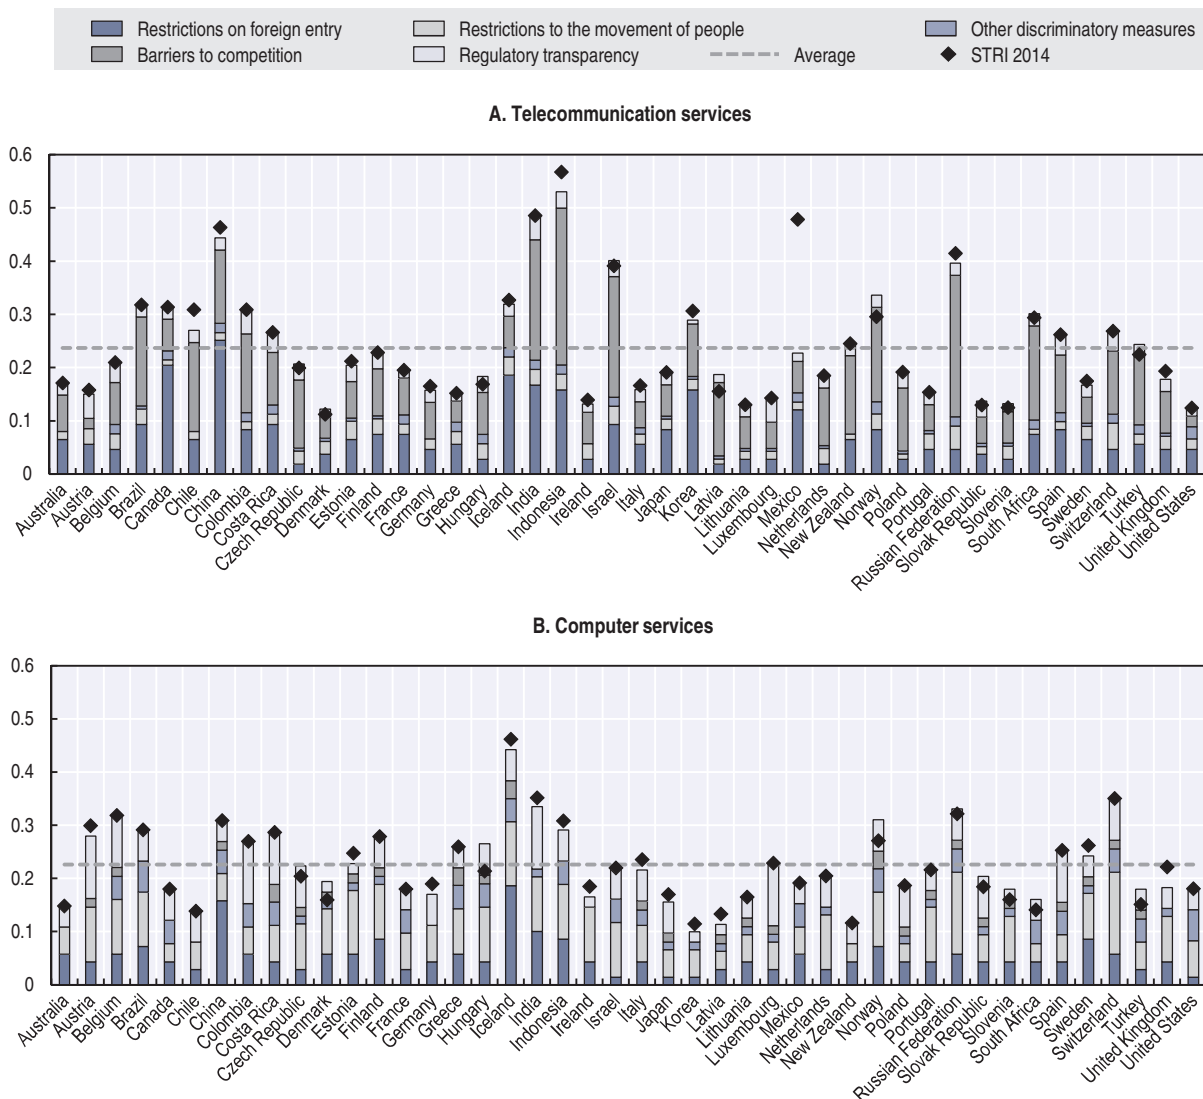 Restrictions on foreign entry
Restrictions to the movement of people
Other discriminatory measures
Barriers to competition
Regulatory transparency
Average
STRI 2014
A. Telecommunication services
0.6
0.5
0.4
0.3
0.2
0.1
0
Australia
Austria
Belgium
Brazil
Canada
Chile
China
Colombia
Costa Rica
Czech Republic
Denmark
Estonia
Finland
France
Germany
Greece
Hungary
Iceland
India
Indonesia
Ireland
Israel
Italy
Japan
Korea
Latvia
Lithuania
Luxembourg
Mexico
Netherlands
New Zealand
Norway
Poland
Portugal
Russian Federation
Slovak Republic
Slovenia
South Africa
Spain
Sweden
Switzerland
Turkey
United Kingdom
United States
B. Computer services
0.6
0.5
0.4
0.3
0.2
0.1
0
Australia
Austria
Belgium
Brazil
Canada
Chile
China
Colombia
Costa Rica
Czech Republic
Denmark
Estonia
Finland
France
Germany
Greece
Hungary
Iceland
India
Indonesia
Ireland
Israel
Italy
Japan
Korea
Latvia
Lithuania
Luxembourg
Mexico
Netherlands
New Zealand
Norway
Poland
Portugal
Russian Federation
Slovak Republic
Slovenia
South Africa
Spain
Sweden
Switzerland
Turkey
United Kingdom
United States